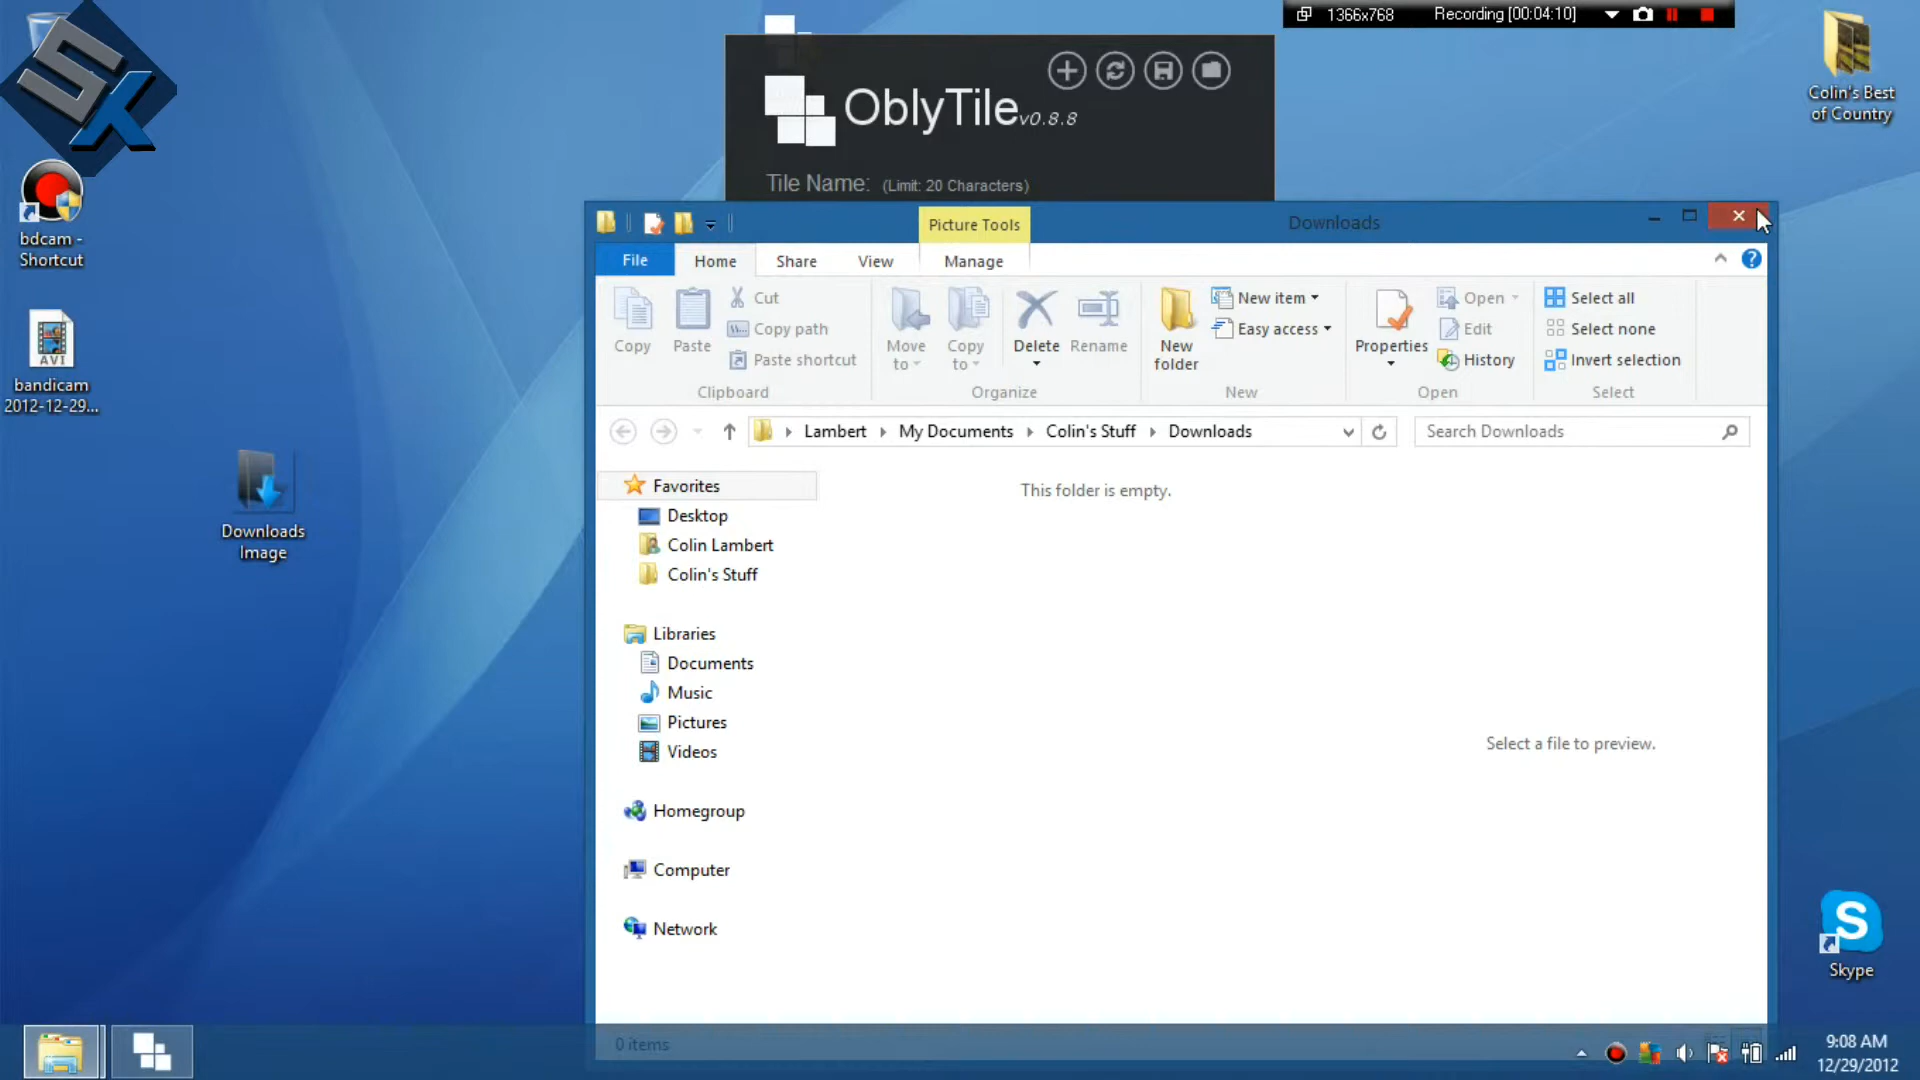 1366x768 Recording [00:04:10]
SX
Colin's Best
of Country
OblyTile v0.8.8
Tile Name: (Limit: 20 Characters)
bdcam -
Shortcut
AVI
bandicam
2012-12-29...
Downloads
Image
Picture Tools
Downloads
File Home Share View Manage
Copy
Paste
Cut
Copy path
Paste shortcut
Clipboard
Move
to
Copy
to
Delete
Rename
Organize
New
folder
New item
Easy access
New
Properties
Open
Edit
History
Open
Select all
Select none
Invert selection
Select
Lambert My Documents Colin's Stuff Downloads
Search Downloads
Favorites
Desktop
Colin Lambert
Colin's Stuff
Libraries
Documents
Music
Pictures
Videos
Homegroup
Computer
Network
This folder is empty.
Select a file to preview.
0 items
S
Skype
9:08 AM
12/29/2012